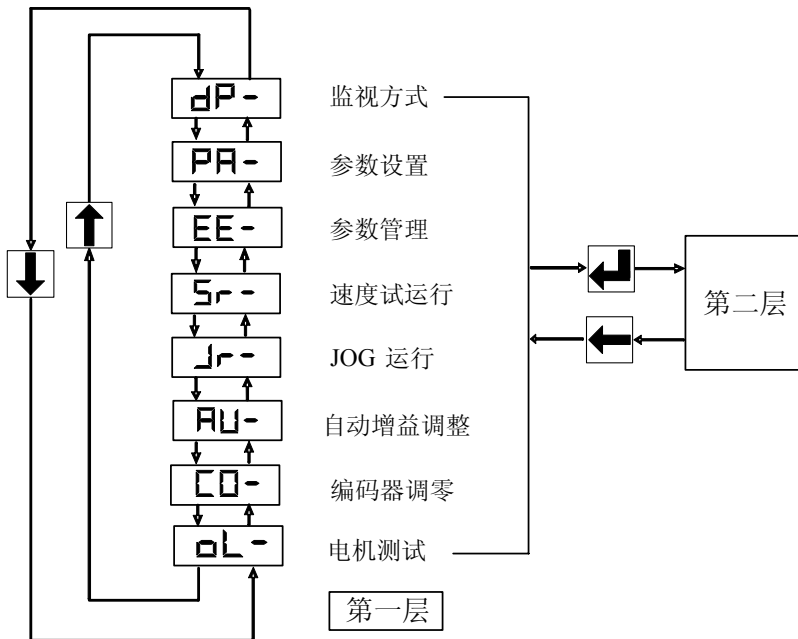 dP- 监视方式
PA- 参数设置
EE- 参数管理
Sr- 速度试运行
Jr- JOG 运行
AU- 自动增益调整
CO- 编码器调零
oL- 电机测试
第一层
第二层